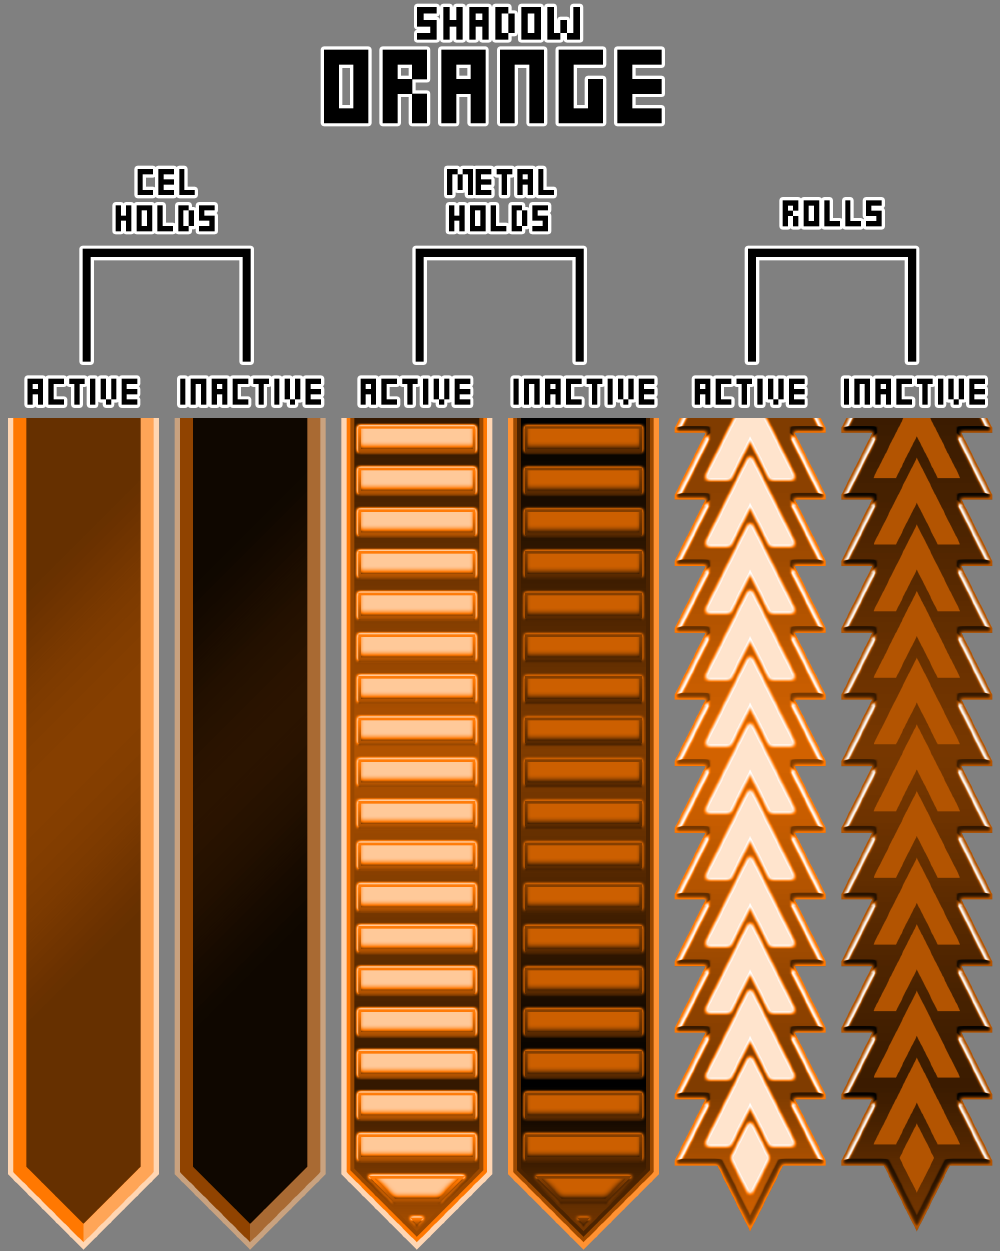 SHADOW
ORANGE
CEL
HOLDS
METAL
HOLDS
ROLLS
ACTIVE
INACTIVE
ACTIVE
INACTIVE
ACTIVE
INACTIVE